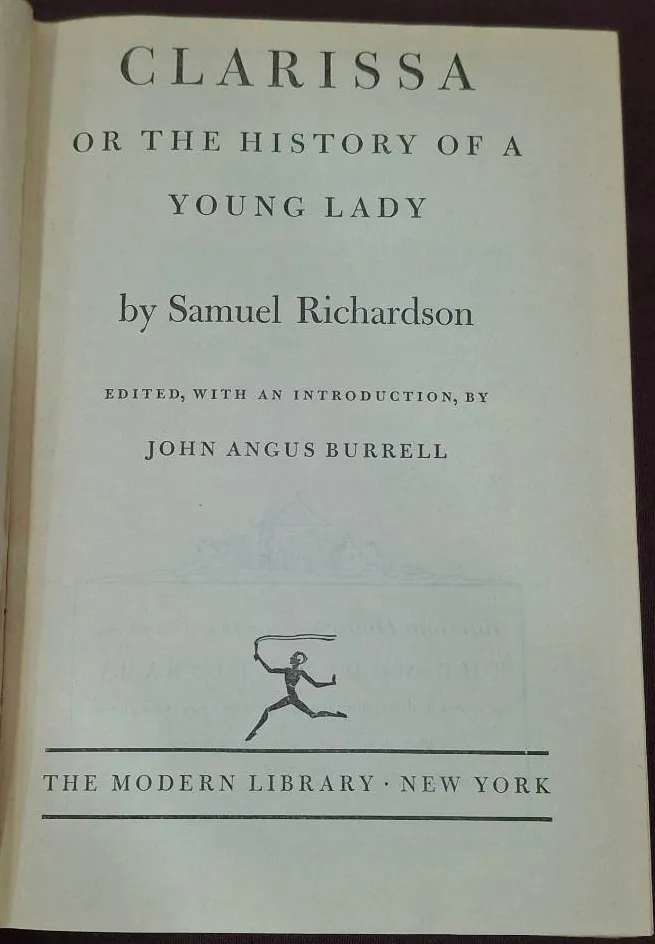 CLARISSA
OR THE HISTORY OF A
YOUNG LADY
by Samuel Richardson
EDITED, WITH AN INTRODUCTION, BY
JOHN ANGUS BURRELL
THE MODERN LIBRARY · NEW YORK